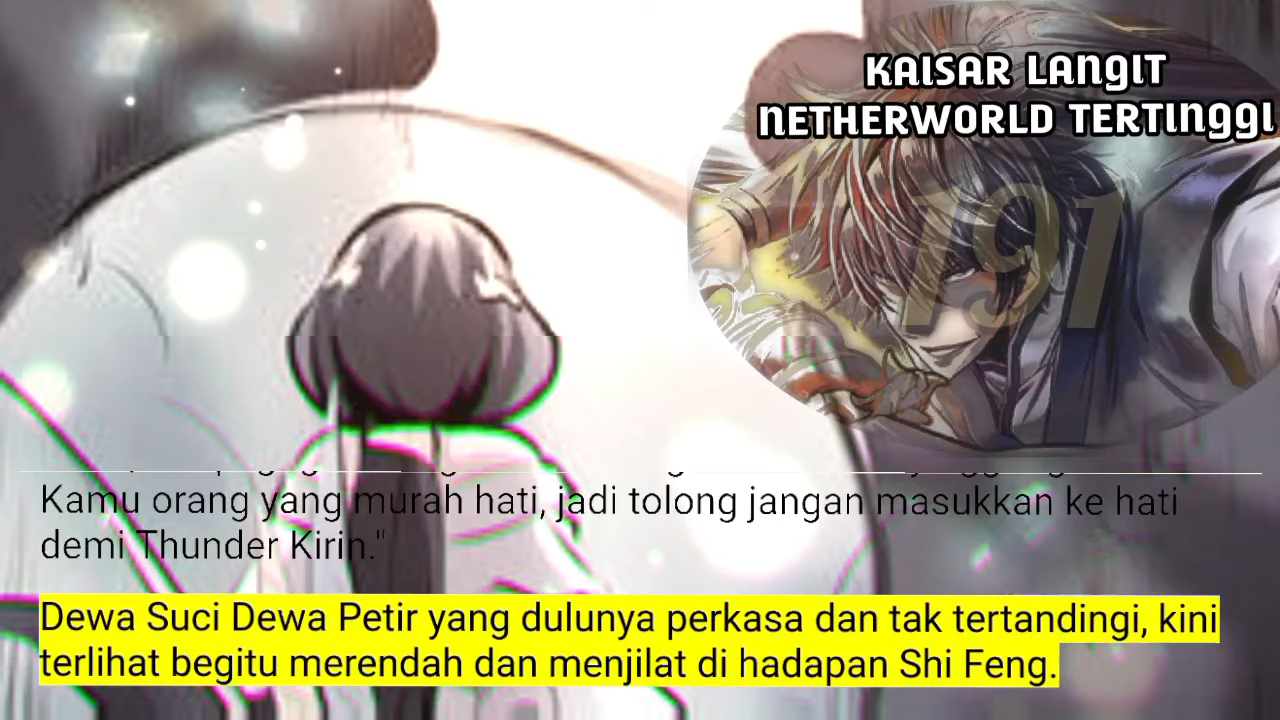 KAISAR LANGIT
NETHERWORLD TERTINGGI
191
Kamu orang yang murah hati, jadi tolong jangan masukkan ke hati
demi Thunder Kirin."
Dewa Suci Dewa Petir yang dulunya perkasa dan tak tertandingi, kini
terlihat begitu merendah dan menjilat di hadapan Shi Feng.